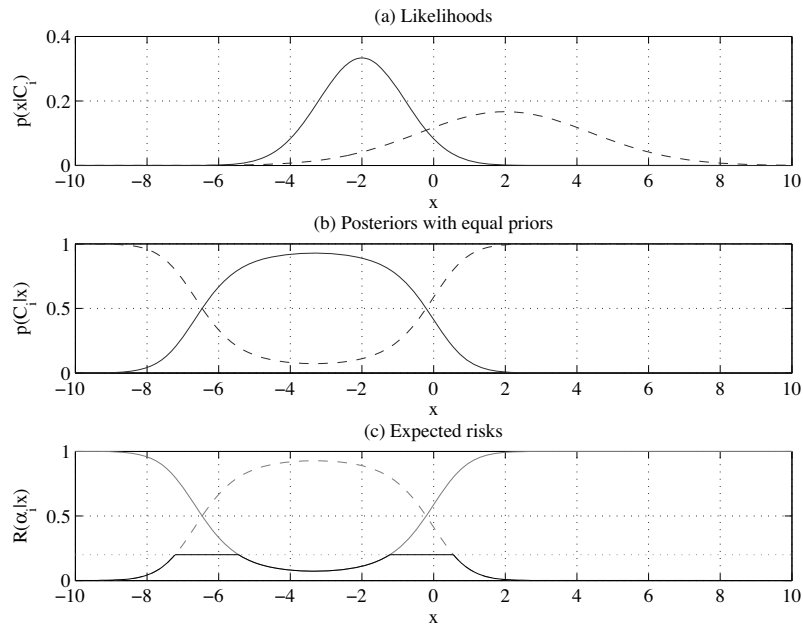 (a) Likelihoods
p(x|C_i)
0.4
0.2
0
−10 −8 −6 −4 −2 0 2 4 6 8 10
x
(b) Posteriors with equal priors
p(C_i|x)
1
0.5
0
−10 −8 −6 −4 −2 0 2 4 6 8 10
x
(c) Expected risks
R(α_i|x)
1
0.5
0
−10 −8 −6 −4 −2 0 2 4 6 8 10
x